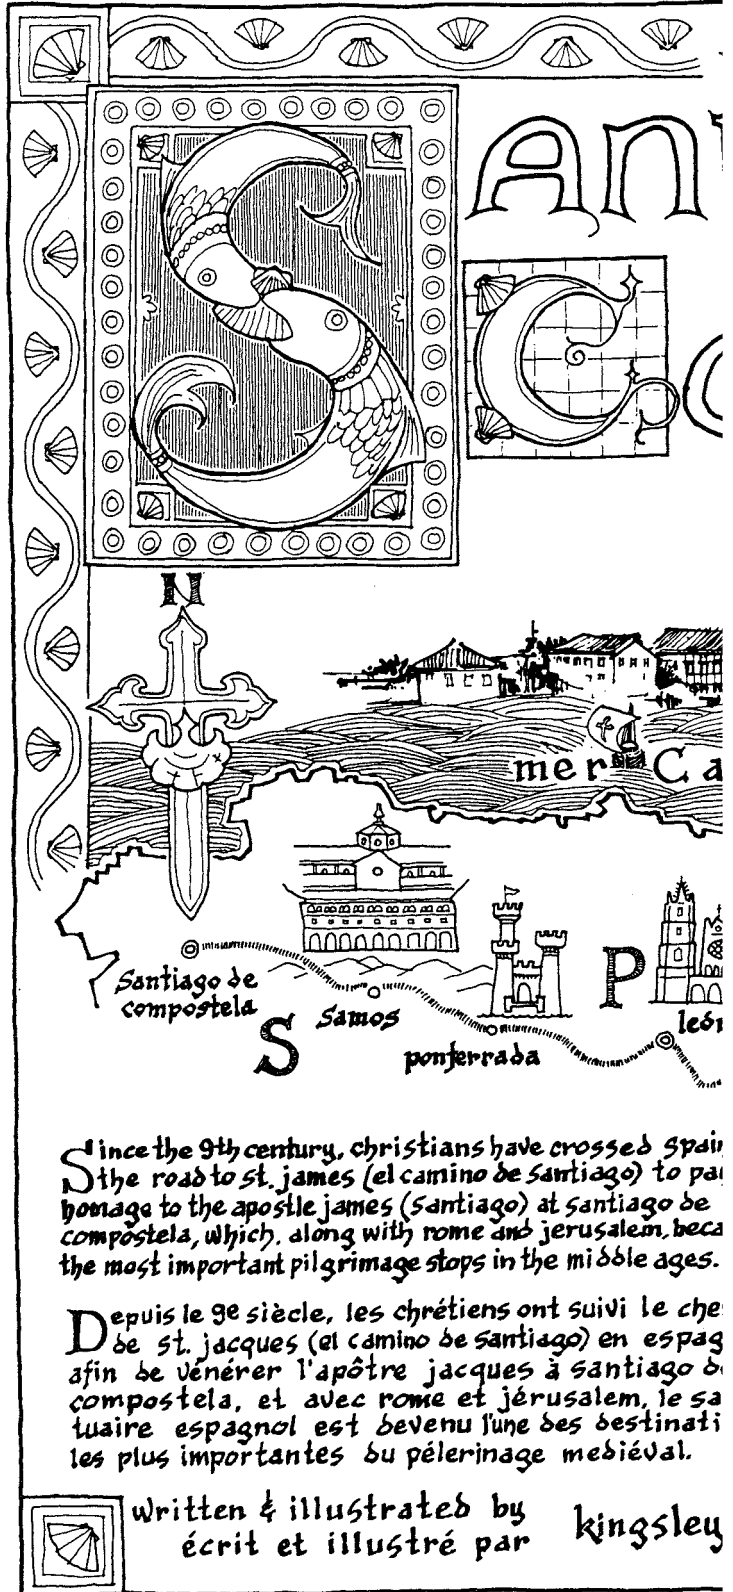 SAn
C
N
mer Ca
Santiago de
compostela
Samos
ponferrada
león
S P
Since the 9th century, christians have crossed Spain
the road to st. james (el camino de Santiago) to pa
homage to the apostle james (Santiago) at santiago de
compostela, which, along with rome and jerusalem, beca
the most important pilgrimage stops in the middle ages.
Depuis le 9e siècle, les chrétiens ont suivi le che
de st. jacques (el camino de Santiago) en espag
afin de vénérer l'apôtre jacques à santiago de
compostela, et avec rome et jérusalem, le sa
tuaire espagnol est devenu l'une des destinati
les plus importantes du pélerinage mediéval.
written & illustrated by
écrit et illustré par
kingsley